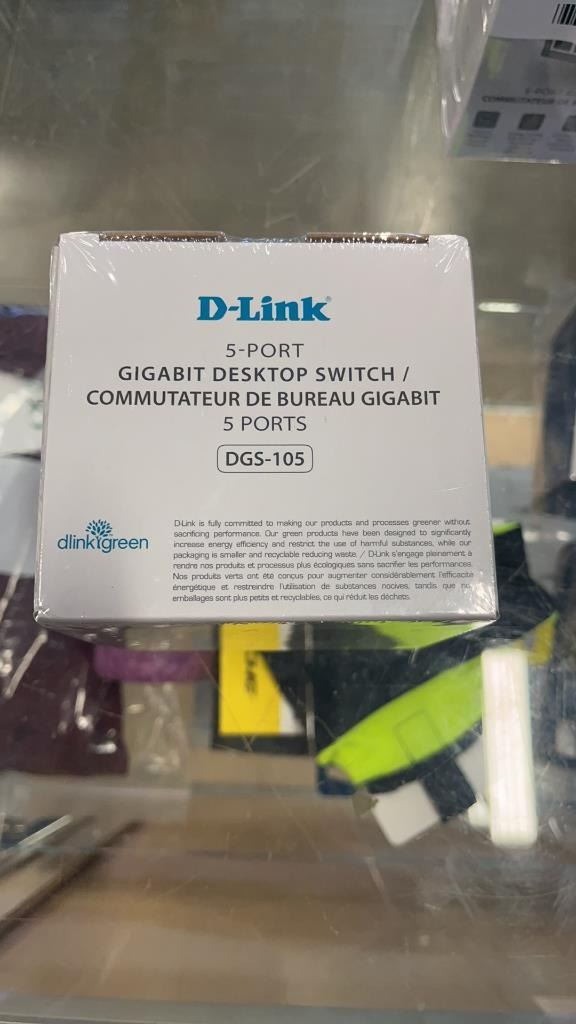 5-PORT
COMMUTATEUR DE
D-Link®
5-PORT
GIGABIT DESKTOP SWITCH /
COMMUTATEUR DE BUREAU GIGABIT
5 PORTS
DGS-105
dlinkgreen
D-Link is fully committed to making our products and processes greener without
sacrificing performance. Our green products have been designed to significantly
increase energy efficiency and restrict the use of harmful substances, while our
packaging is smaller and recyclable reducing waste. / D-Link s'engage pleinement à
rendre nos produits et processus plus écologiques sans sacrifier les performances.
Nos produits verts ont été conçus pour augmenter considérablement l'efficacité
énergétique et restreindre l'utilisation de substances nocives, tandis que nos
emballages sont plus petits et recyclables, ce qui réduit les déchets.